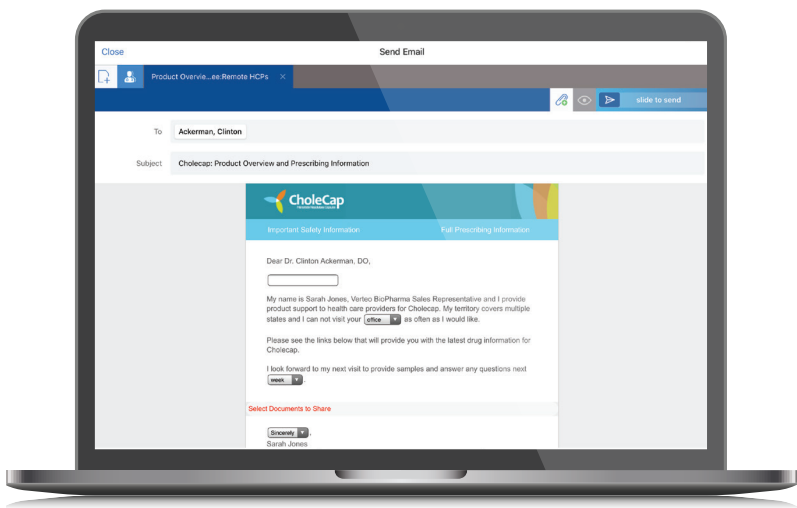 Close
Send Email
Product Overvie...ee:Remote HCPs ×
slide to send
To
Ackerman, Clinton
Subject
Cholecap: Product Overview and Prescribing Information
CholeCap
Important Safety Information
Full Prescribing Information
Dear Dr. Clinton Ackerman, DO,
My name is Sarah Jones, Verteo BioPharma Sales Representative and I provide
product support to health care providers for Cholecap. My territory covers multiple
states and I can not visit your office as often as I would like.
Please see the links below that will provide you with the latest drug information for
Cholecap.
I look forward to my next visit to provide samples and answer any questions next
week .
Select Documents to Share
Sincerely ,
Sarah Jones